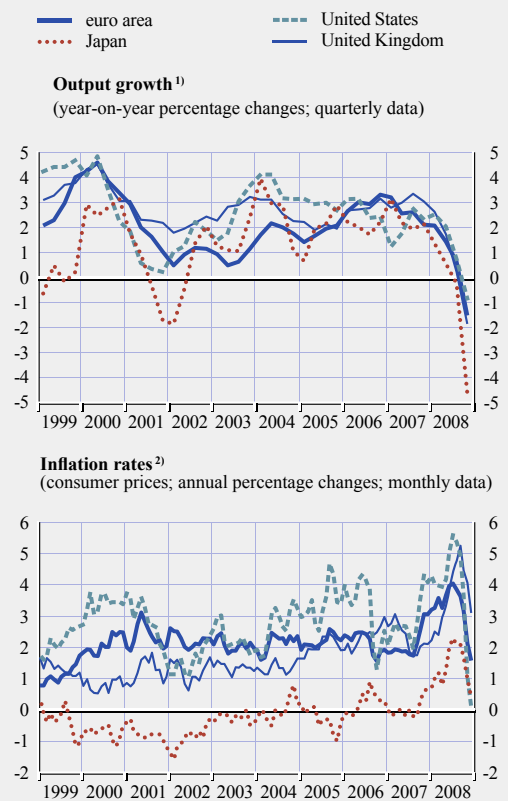 euro area United States
Japan United Kingdom
Output growth 1)
(year-on-year percentage changes; quarterly data)
5 5
4 4
3 3
2 2
1 1
0 0
-1 -1
-2 -2
-3 -3
-4 -4
-5 -5
1999 2000 2001 2002 2003 2004 2005 2006 2007 2008
Inflation rates 2)
(consumer prices; annual percentage changes; monthly data)
6 6
5 5
4 4
3 3
2 2
1 1
0 0
-1 -1
-2 -2
1999 2000 2001 2002 2003 2004 2005 2006 2007 2008